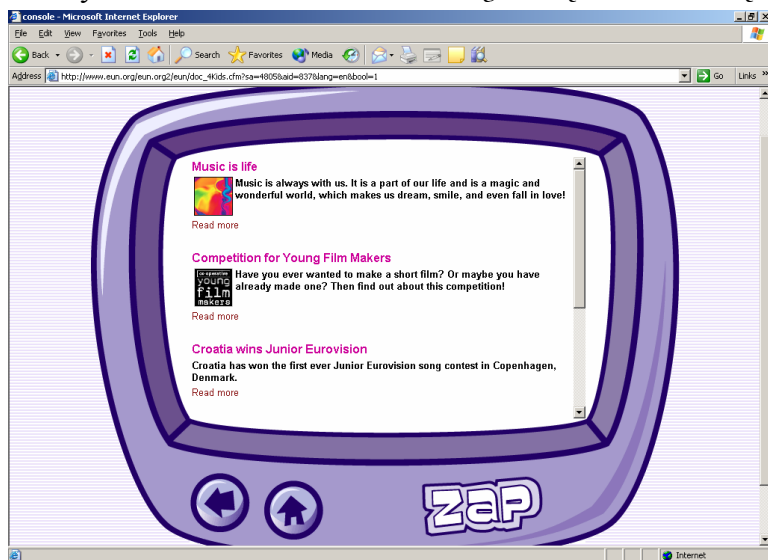 console - Microsoft Internet Explorer
File Edit View Favorites Tools Help
Back Search Favorites Media
Address http://www.eun.org/eun.org2/eun/doc_4Kids.cfm?sa=4805&aid=837&lang=en&bool=1 Go Links »
Music is life
Music is always with us. It is a part of our life and is a magic and
wonderful world, which makes us dream, smile, and even fall in love!
Read more
Competition for Young Film Makers
co-operative
young
film
makers
Have you ever wanted to make a short film? Or maybe you have
already made one? Then find out about this competition!
Read more
Croatia wins Junior Eurovision
Croatia has won the first ever Junior Eurovision song contest in Copenhagen,
Denmark.
Read more
zap
Internet